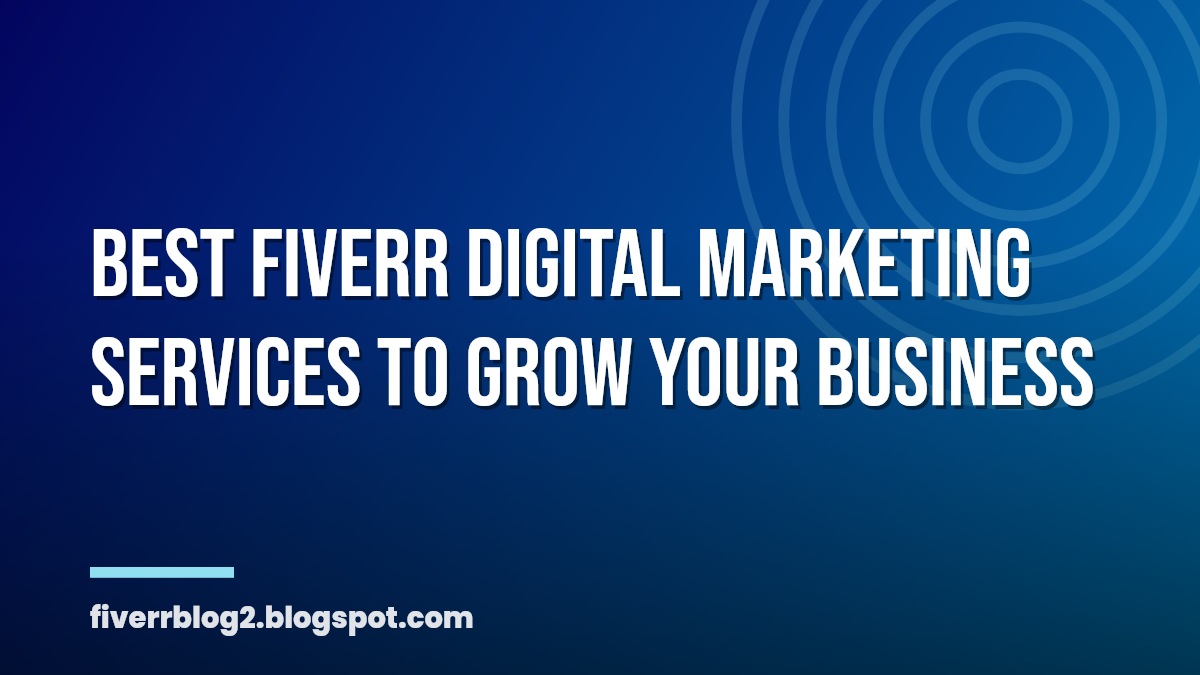 BEST FIVERR DIGITAL MARKETING
SERVICES TO GROW YOUR BUSINESS
fiverrblog2.blogspot.com